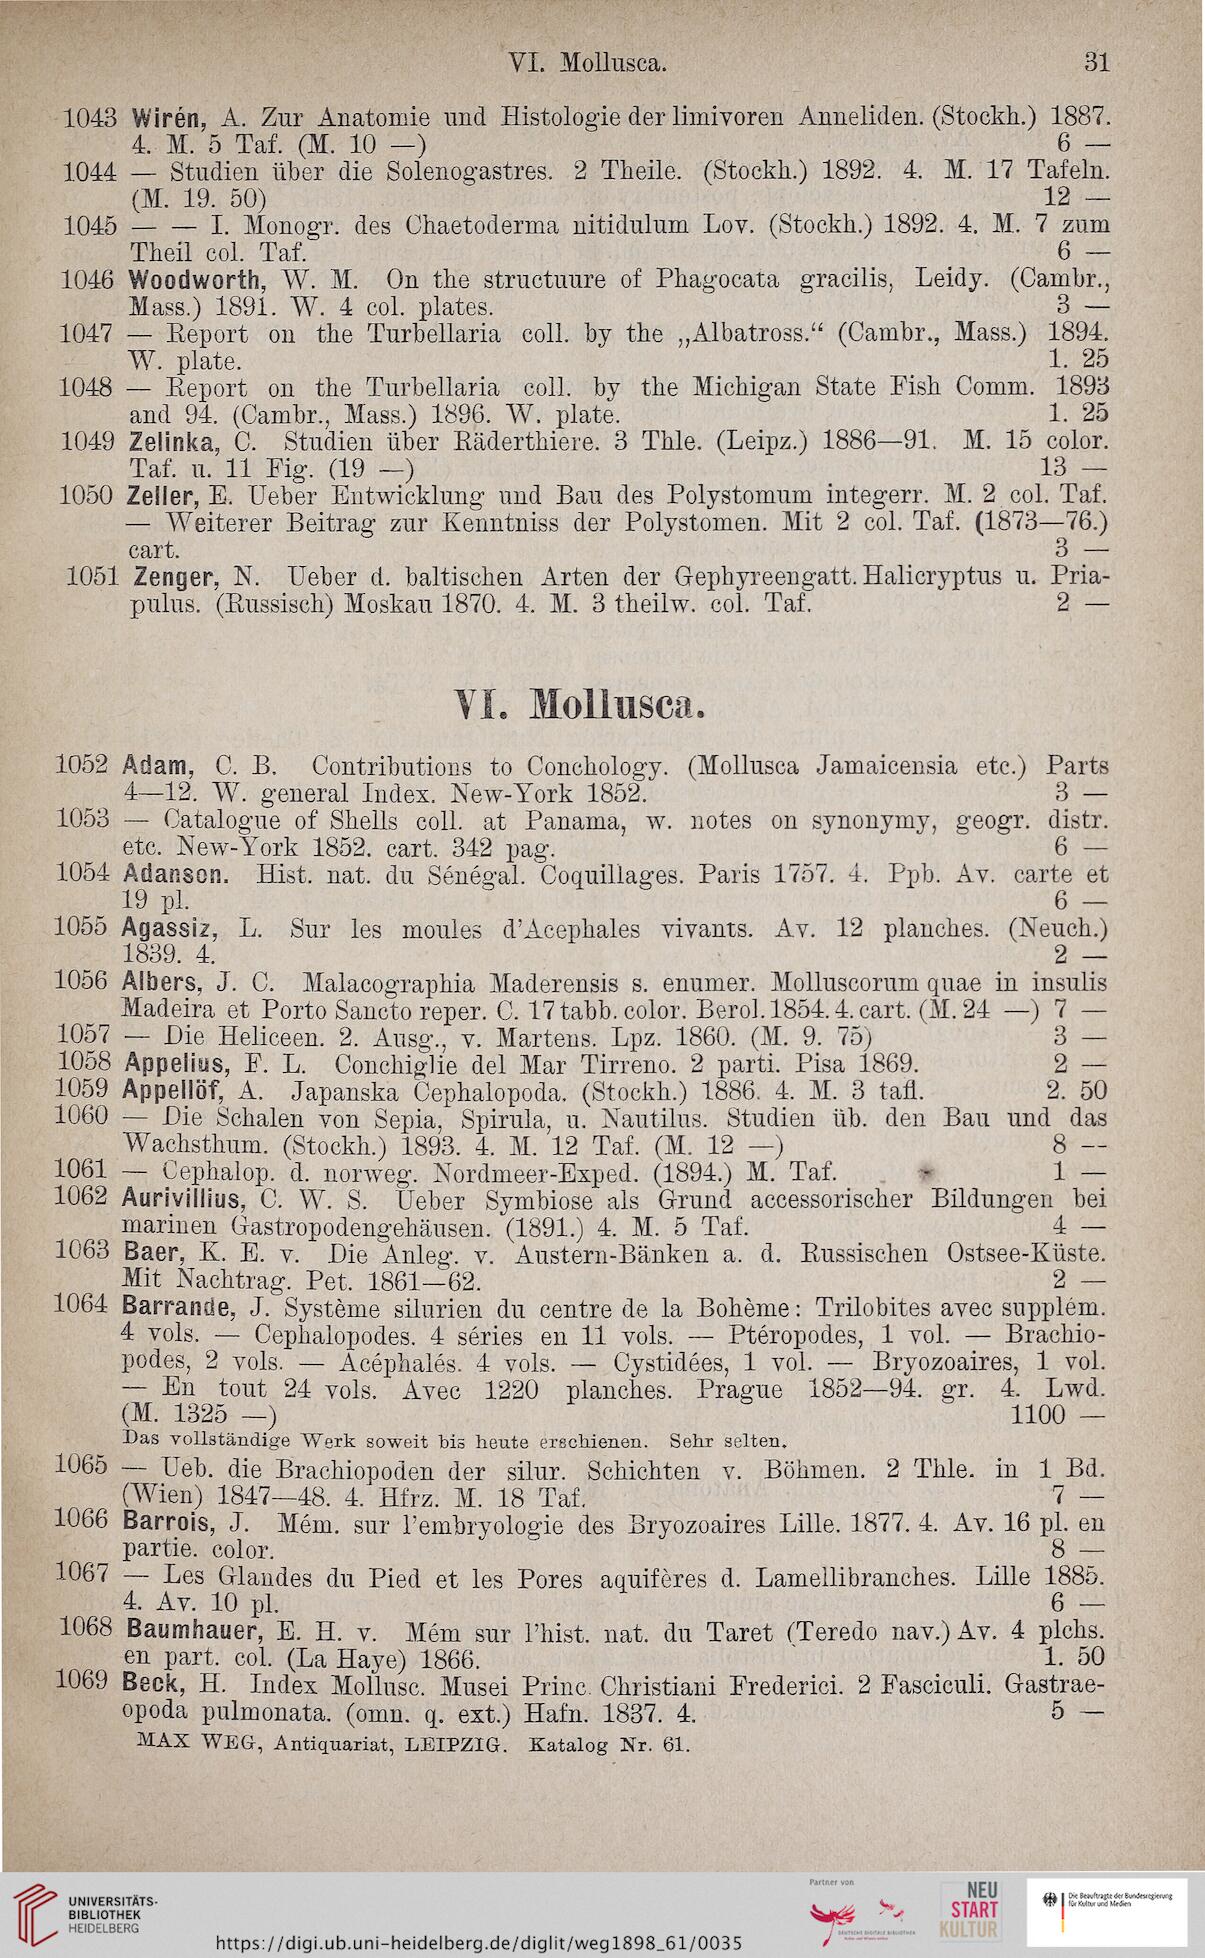 VI. Mollusca. 31
1043 Wirén, A. Zur Anatomie und Histologie der limivoren Anneliden. (Stockh.) 1887.
4. M. 5 Taf. (M. 10 —) 6 —
1044 — Studien über die Solenogastres. 2 Theile. (Stockh.) 1892. 4. M. 17 Tafeln.
(M. 19. 50) 12 —
1045 — — I. Monogr. des Chaetoderma nitidulum Lov. (Stockh.) 1892. 4. M. 7 zum
Theil col. Taf. 6 —
1046 Woodworth, W. M. On the structuure of Phagocata gracilis, Leidy. (Cambr.,
Mass.) 1891. W. 4 col. plates. 3 —
1047 — Report on the Turbellaria coll. by the „Albatross.“ (Cambr., Mass.) 1894.
W. plate. 1. 25
1048 — Report on the Turbellaria coll. by the Michigan State Fish Comm. 1893
and 94. (Cambr., Mass.) 1896. W. plate. 1. 25
1049 Zelinka, C. Studien über Räderthiere. 3 Thle. (Leipz.) 1886—91. M. 15 color.
Taf. u. 11 Fig. (19 —) 13 —
1050 Zeller, E. Ueber Entwicklung und Bau des Polystomum integerr. M. 2 col. Taf.
— Weiterer Beitrag zur Kenntniss der Polystomen. Mit 2 col. Taf. (1873—76.)
cart. 3 —
1051 Zenger, N. Ueber d. baltischen Arten der Gephyreengatt. Halicryptus u. Pria-
pulus. (Russisch) Moskau 1870. 4. M. 3 theilw. col. Taf. 2 —
VI. Mollusca.
1052 Adam, C. B. Contributions to Conchology. (Mollusca Jamaicensia etc.) Parts
4—12. W. general Index. New-York 1852. 3 —
1053 — Catalogue of Shells coll. at Panama, w. notes on synonymy, geogr. distr.
etc. New-York 1852. cart. 342 pag. 6 —
1054 Adanson. Hist. nat. du Sénégal. Coquillages. Paris 1757. 4. Ppb. Av. carte et
19 pl. 6 —
1055 Agassiz, L. Sur les moules d'Acephales vivants. Av. 12 planches. (Neuch.)
1839. 4. 2 —
1056 Albers, J. C. Malacographia Maderensis s. enumer. Molluscorum quae in insulis
Madeira et Porto Sancto reper. C. 17 tabb. color. Berol. 1854. 4. cart. (M. 24 —) 7 —
1057 — Die Heliceen. 2. Ausg., v. Martens. Lpz. 1860. (M. 9. 75) 3 —
1058 Appelius, F. L. Conchiglie del Mar Tirreno. 2 parti. Pisa 1869. 2 —
1059 Appellöf, A. Japanska Cephalopoda. (Stockh.) 1886. 4. M. 3 tafl. 2. 50
1060 — Die Schalen von Sepia, Spirula, u. Nautilus. Studien üb. den Bau und das
Wachsthum. (Stockh.) 1893. 4. M. 12 Taf. (M. 12 —) 8 —
1061 — Cephalop. d. norweg. Nordmeer-Exped. (1894.) M. Taf. 1 —
1062 Aurivillius, C. W. S. Ueber Symbiose als Grund accessorischer Bildungen bei
marinen Gastropodengehäusen. (1891.) 4. M. 5 Taf. 4 —
1063 Baer, K. E. v. Die Anleg. v. Austern-Bänken a. d. Russischen Ostsee-Küste.
Mit Nachtrag. Pet. 1861—62. 2 —
1064 Barrande, J. Système silurien du centre de la Bohème: Trilobites avec supplém.
4 vols. — Cephalopodes. 4 séries en 11 vols. — Ptéropodes, 1 vol. — Brachio-
podes, 2 vols. — Acéphalés. 4 vols. — Cystidées, 1 vol. — Bryozoaires, 1 vol.
— En tout 24 vols. Avec 1220 planches. Prague 1852—94. gr. 4. Lwd.
(M. 1325 —) 1100 —
Das vollständige Werk soweit bis heute erschienen. Sehr selten.
1065 — Ueb. die Brachiopoden der silur. Schichten v. Böhmen. 2 Thle. in 1 Bd.
(Wien) 1847—48. 4. Hfrz. M. 18 Taf. 7 —
1066 Barrois, J. Mém. sur l'embryologie des Bryozoaires Lille. 1877. 4. Av. 16 pl. en
partie. color. 8 —
1067 — Les Glandes du Pied et les Pores aquifères d. Lamellibranches. Lille 1885.
4. Av. 10 pl. 6 —
1068 Baumhauer, E. H. v. Mém sur l'hist. nat. du Taret (Teredo nav.) Av. 4 plchs.
en part. col. (La Haye) 1866. 1. 50
1069 Beck, H. Index Mollusc. Musei Princ. Christiani Frederici. 2 Fasciculi. Gastrae-
opoda pulmonata. (omn. q. ext.) Hafn. 1837. 4. 5 —
MAX WEG, Antiquariat, LEIPZIG. Katalog Nr. 61.
UNIVERSITÄTS-
BIBLIOTHEK
HEIDELBERG
https://digi.ub.uni-heidelberg.de/diglit/weg1898_61/0035
Partner von
DEUTSCHE DIGITALE BIBLIOTHEK
Kultur und Wissen online
NEU
START
KULTUR
Die Beauftragte der Bundesregierung
für Kultur und Medien